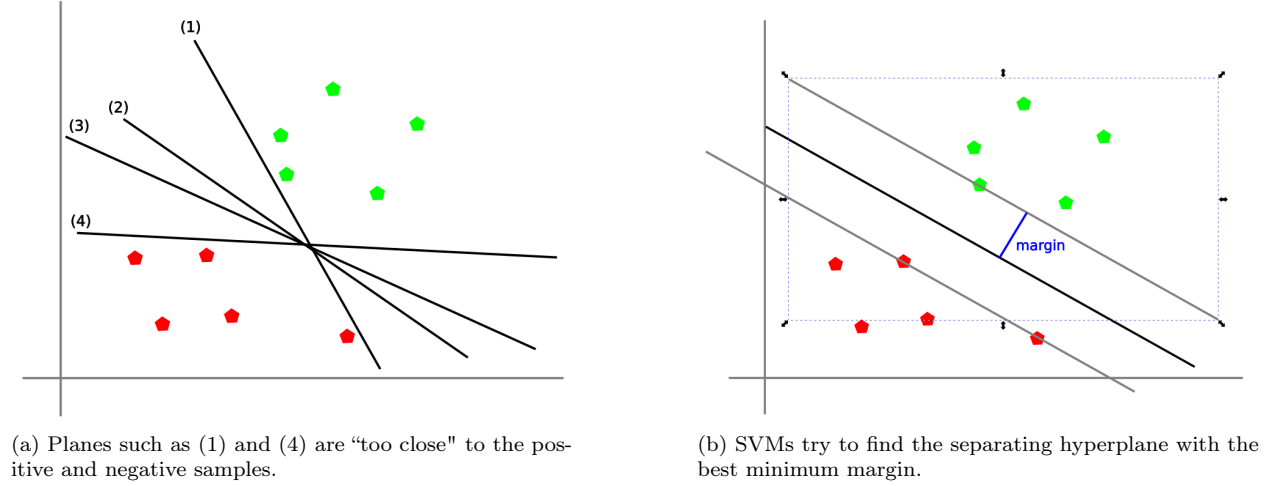 (1)
(2)
(3)
(4)
margin
(a) Planes such as (1) and (4) are “too close" to the pos-
itive and negative samples.
(b) SVMs try to find the separating hyperplane with the
best minimum margin.